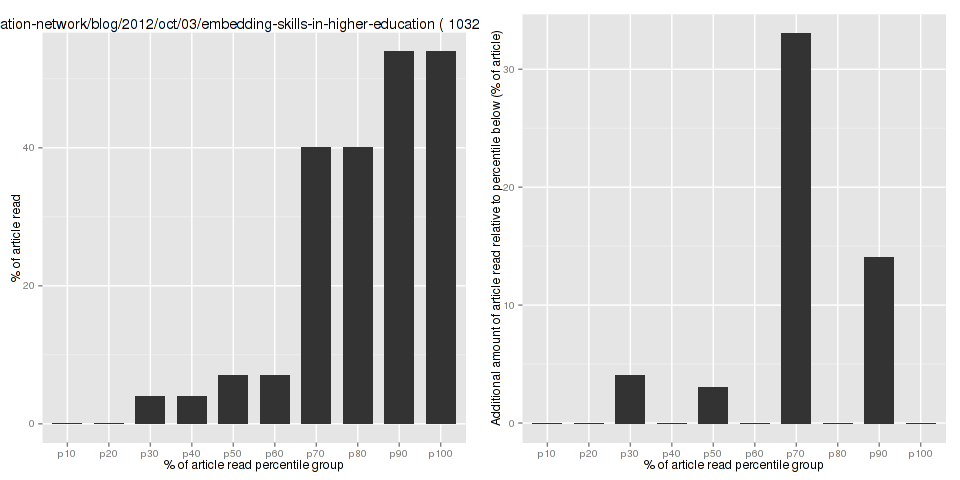 ation-network/blog/2012/oct/03/embedding-skills-in-higher-education ( 1032
% of article read
40
20
0
p10 p20 p30 p40 p50 p60 p70 p80 p90 p100
% of article read percentile group
Additional amount of article read relative to percentile below (% of article)
30
20
10
0
p10 p20 p30 p40 p50 p60 p70 p80 p90 p100
% of article read percentile group